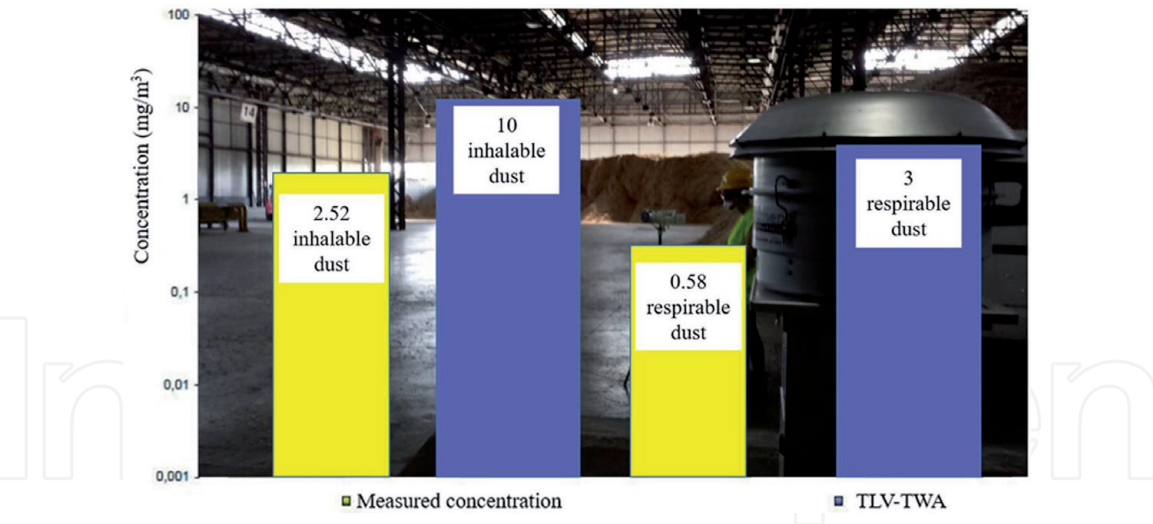 Concentration (mg/m³)
100
10
1
0,1
0,01
0,001
14
2.52
inhalable
dust
10
inhalable
dust
0.58
respirable
dust
3
respirable
dust
Measured concentration
TLV-TWA